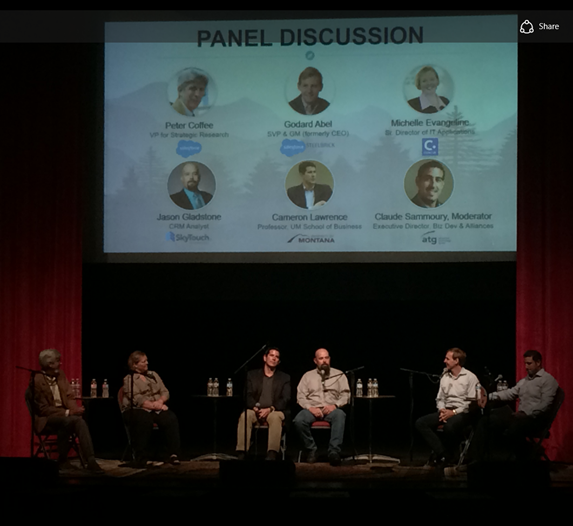 Share
PANEL DISCUSSION
Peter Coffee
VP for Strategic Research
Godard Abel
SVP & GM (formerly CEO)
Michelle Evangeline...
Sr. Director of IT Applications
salesforce
salesforce
C
Jason Gladstone
CRM Analyst
SkyTouch
Cameron Lawrence
Professor, UM School of Business
MONTANA
Claude Sammoury, Moderator
Executive Director, Biz Dev & Alliances
atg